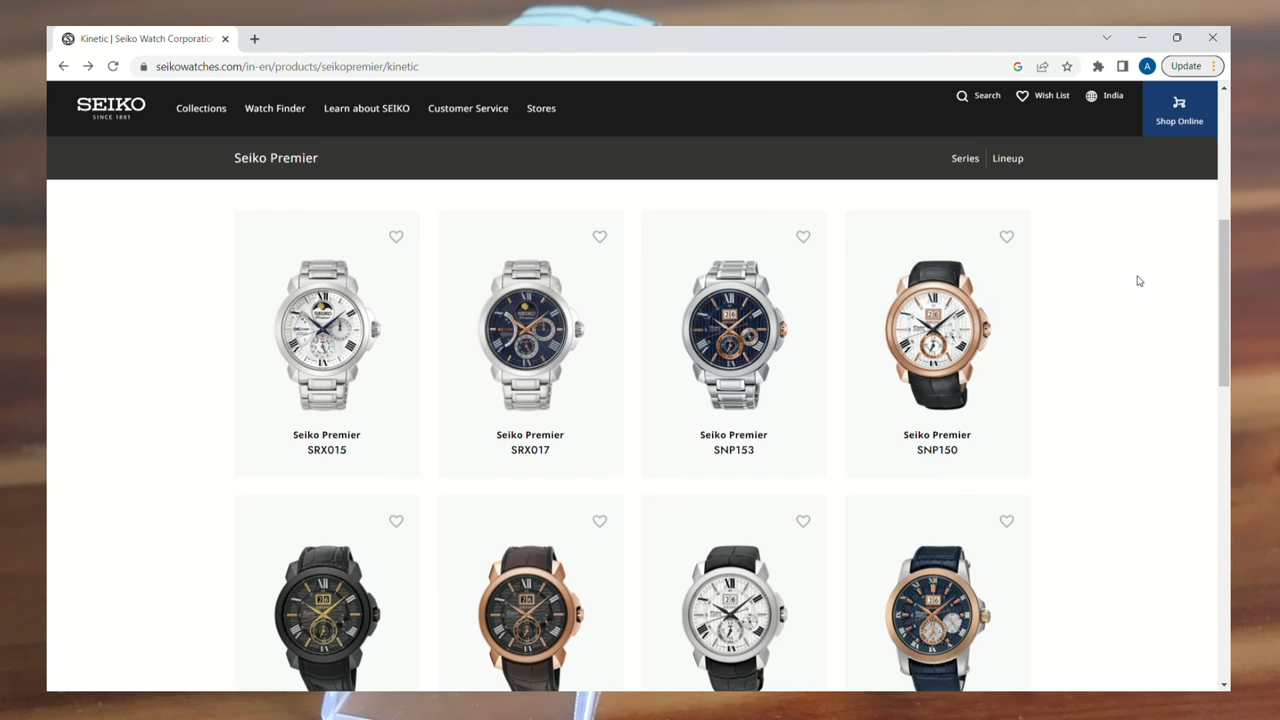 Kinetic | Seiko Watch Corporatio
seikowatches.com/in-en/products/seikopremier/kinetic
A
Update
SEIKO
SINCE 1881
Collections
Watch Finder
Learn about SEIKO
Customer Service
Stores
Search
Wish List
India
Shop Online
Seiko Premier
Series
Lineup
Seiko Premier
SRX015
Seiko Premier
SRX017
Seiko Premier
SNP153
Seiko Premier
SNP150